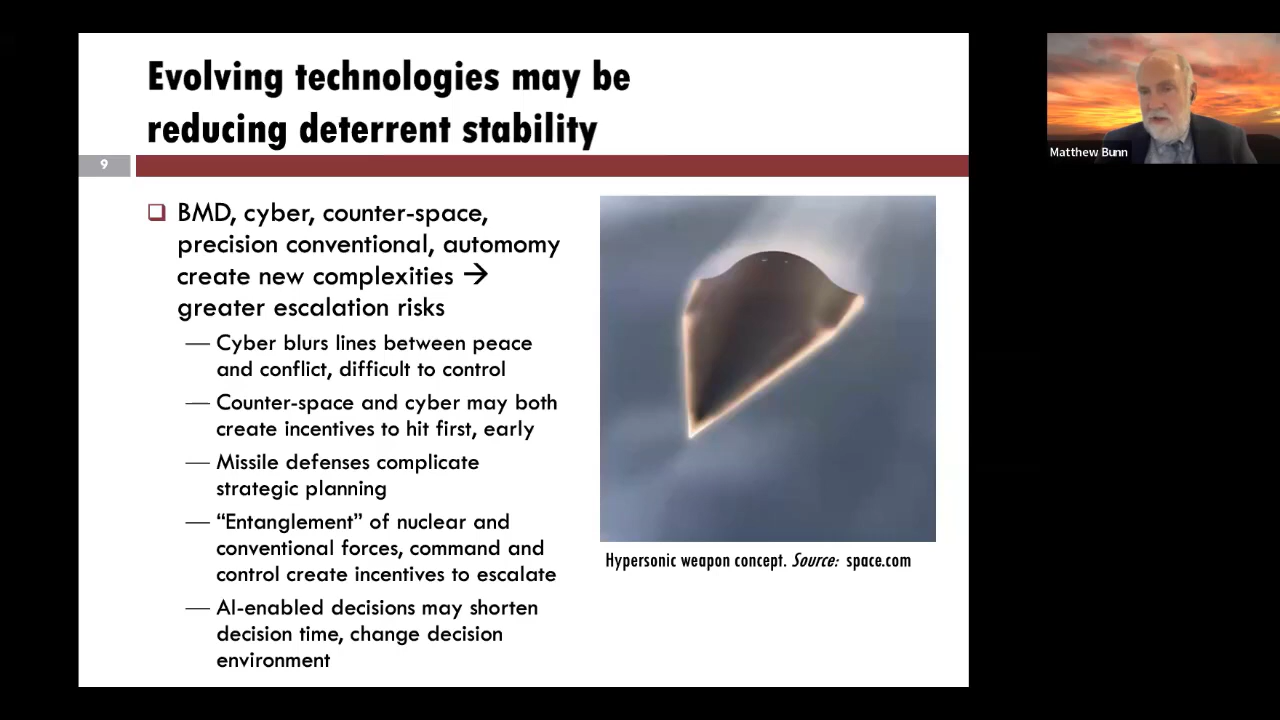 Evolving technologies may be
reducing deterrent stability
9
BMD, cyber, counter-space,
precision conventional, automomy
create new complexities →
greater escalation risks
— Cyber blurs lines between peace
and conflict, difficult to control
— Counter-space and cyber may both
create incentives to hit first, early
— Missile defenses complicate
strategic planning
— “Entanglement” of nuclear and
conventional forces, command and
control create incentives to escalate
— AI-enabled decisions may shorten
decision time, change decision
environment
Hypersonic weapon concept. Source: space.com
Matthew Bunn